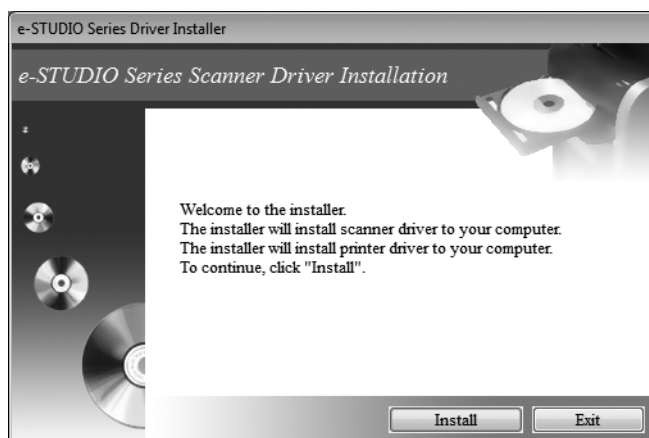 e-STUDIO Series Driver Installer
e-STUDIO Series Scanner Driver Installation
Welcome to the installer.
The installer will install scanner driver to your computer.
The installer will install printer driver to your computer.
To continue, click "Install".
Install
Exit